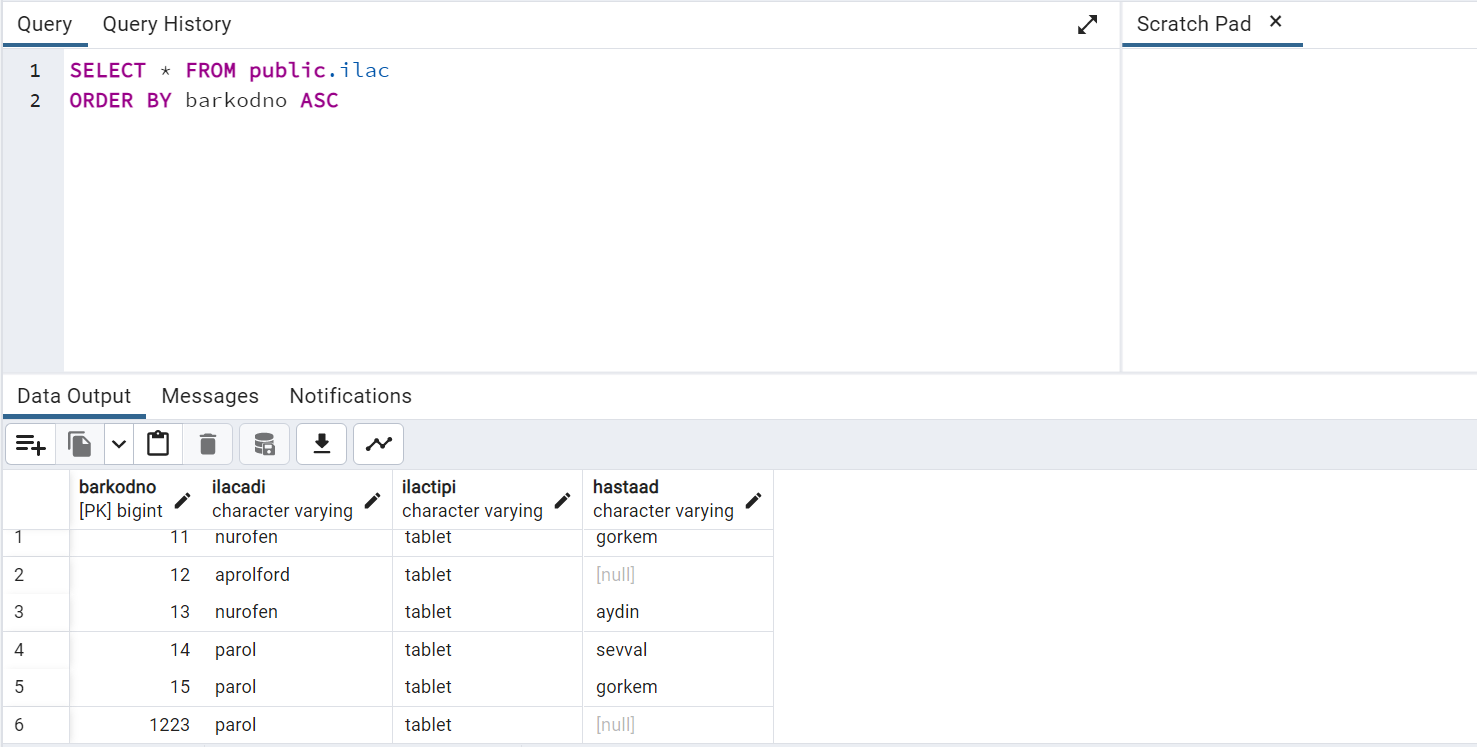 Query Query History
Scratch Pad ×
1 SELECT * FROM public.ilac
2 ORDER BY barkodno ASC
Data Output Messages Notifications
barkodno ilacadi ilactipi hastaad
[PK] bigint character varying character varying character varying
1 11 nurofen tablet gorkem
2 12 aprolford tablet [null]
3 13 nurofen tablet aydin
4 14 parol tablet sevval
5 15 parol tablet gorkem
6 1223 parol tablet [null]